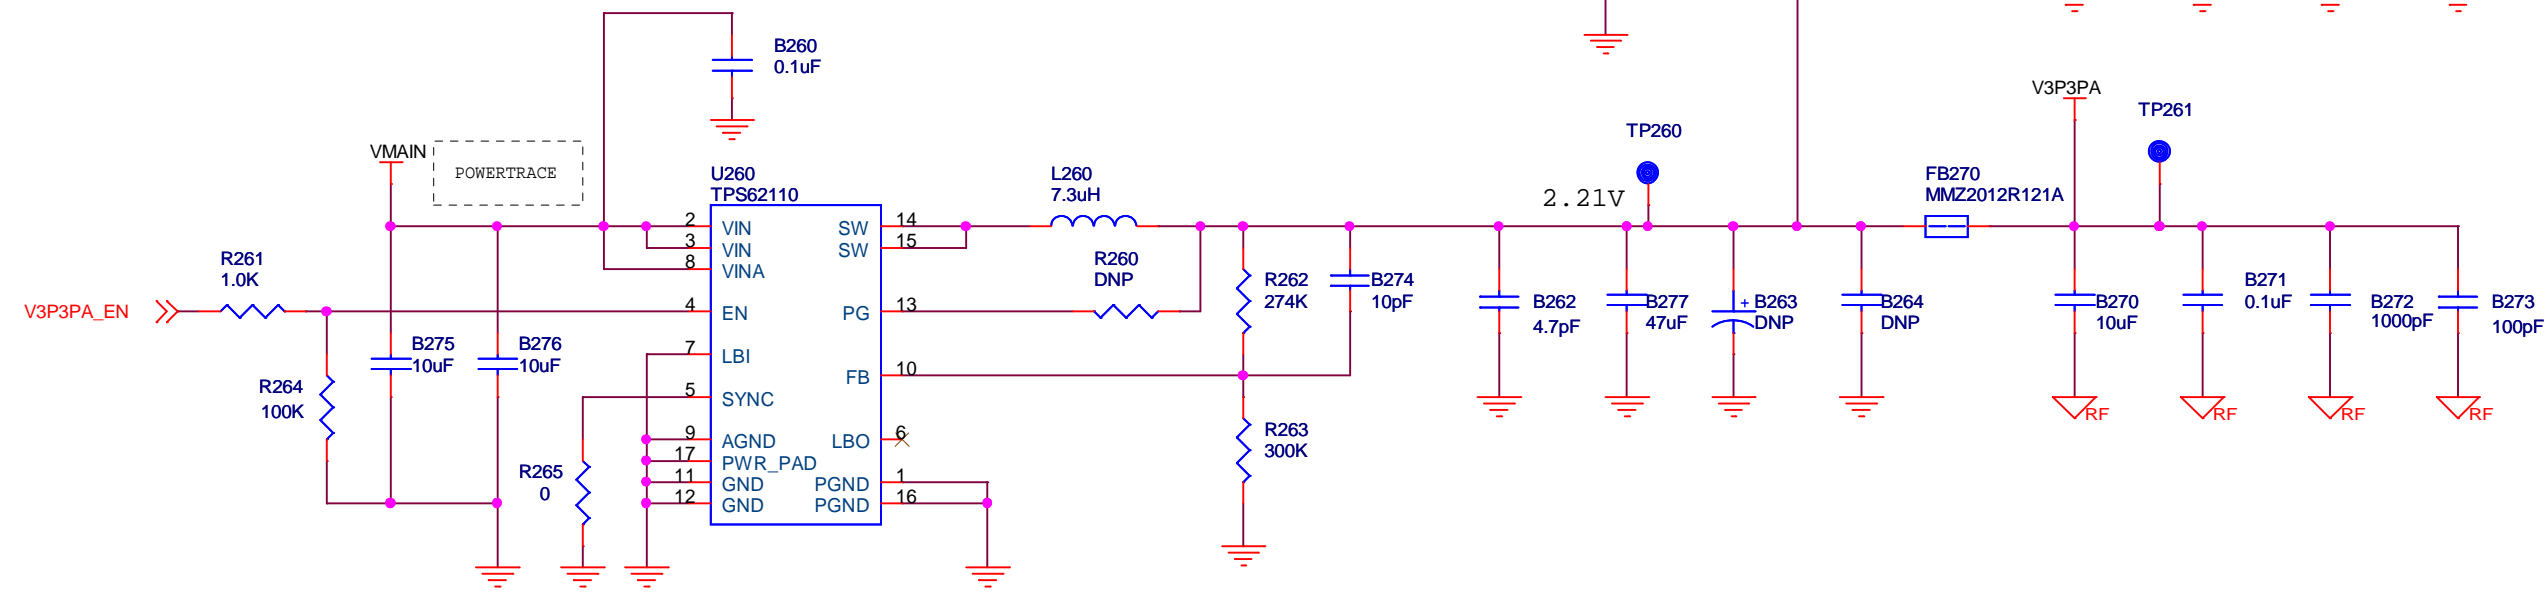 B260
0.1uF
V3P3PA
TP261
TP260
VMAIN
POWERTRACE
U260
TPS62110
L260
7.3uH
2.21V
FB270
MMZ2012R121A
2
VIN
3
VIN
8
VINA
4
EN
7
LBI
5
SYNC
9
AGND
17
PWR_PAD
11
GND
12
GND
SW
14
SW
15
PG
13
FB
10
LBO
6
PGND
1
PGND
16
R261
1.0K
V3P3PA_EN
R264
100K
B275
10uF
B276
10uF
R265
0
R260
DNP
R262
274K
B274
10pF
R263
300K
B262
4.7pF
B277
47uF
+ B263
DNP
B264
DNP
B270
10uF
B271
0.1uF
B272
1000pF
B273
100pF
RF
RF
RF
RF